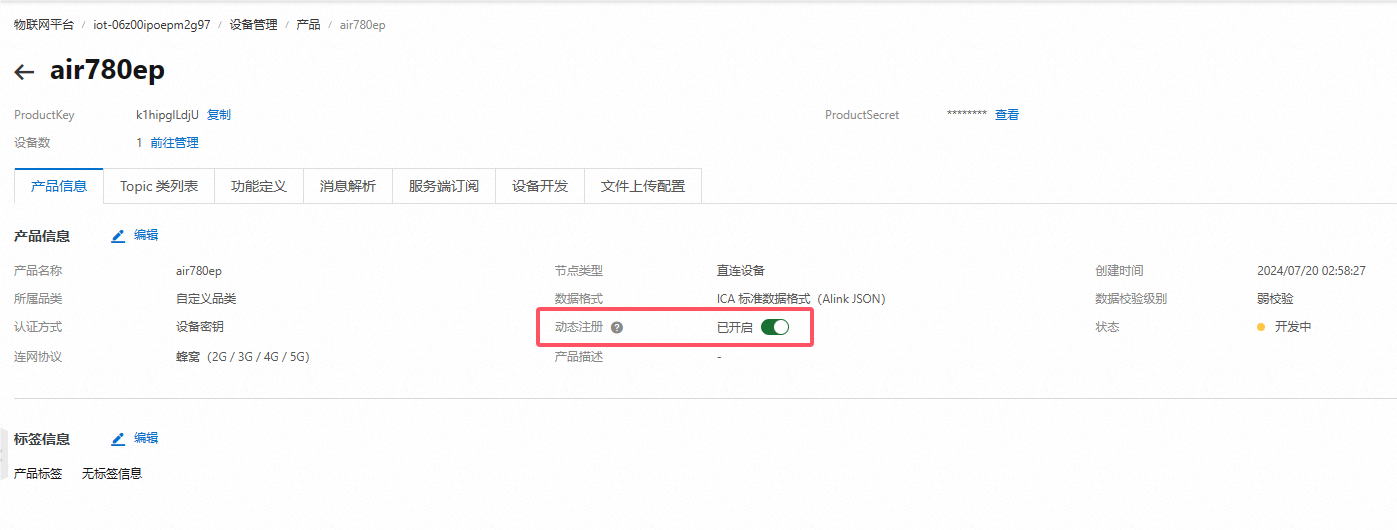 物联网平台 / iot-06z00ipoepm2g97 / 设备管理 / 产品 / air780ep
← air780ep
ProductKey k1hipglLdjU 复制 ProductSecret ******** 查看
设备数 1 前往管理
产品信息 Topic 类列表 功能定义 消息解析 服务端订阅 设备开发 文件上传配置
产品信息 编辑
产品名称 air780ep 节点类型 直连设备 创建时间 2024/07/20 02:58:27
所属品类 自定义品类 数据格式 ICA 标准数据格式（Alink JSON） 数据校验级别 弱校验
认证方式 设备密钥 动态注册 ? 已开启 状态 开发中
连网协议 蜂窝（2G / 3G / 4G / 5G） 产品描述 -
标签信息 编辑
产品标签 无标签信息